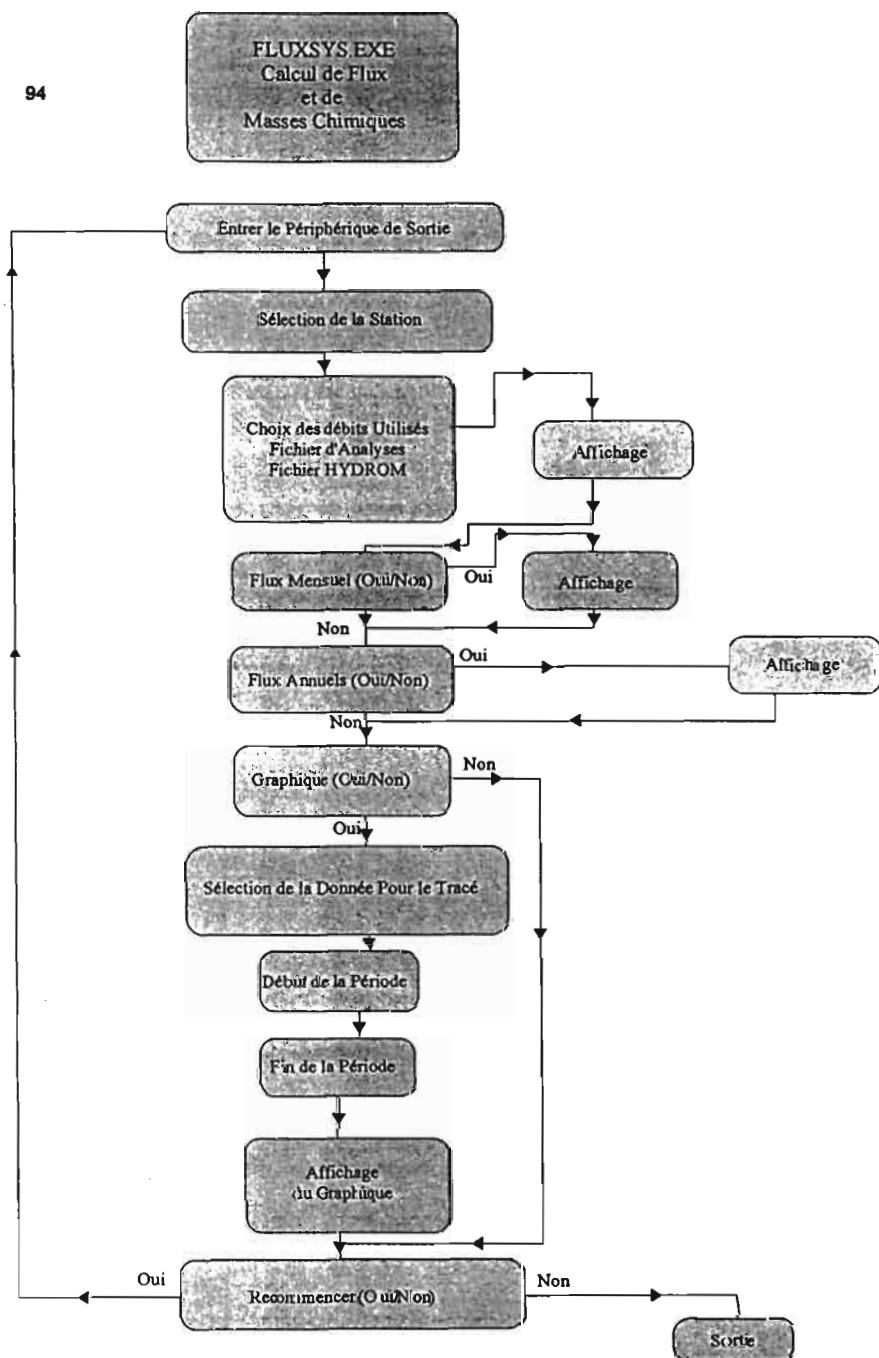 94
FLUXSYS.EXE
Calcul de Flux
et de
Masses Chimiques
Entrer le Périphérique de Sortie
Sélection de la Station
Choix des débits Utilisés
Fichier d'Analyses
Fichier HYDROM
Affichage
Flux Mensuel (Oui/Non)
Oui
Affichage
Non
Flux Annuels (Oui/Non)
Oui
Affichage
Non
Graphique (Oui/Non)
Non
Oui
Sélection de la Donnée Pour le Tracé
Début de la Période
Fin de la Période
Affichage
du Graphique
Oui
Recommencer (Oui/Non)
Non
Sortie